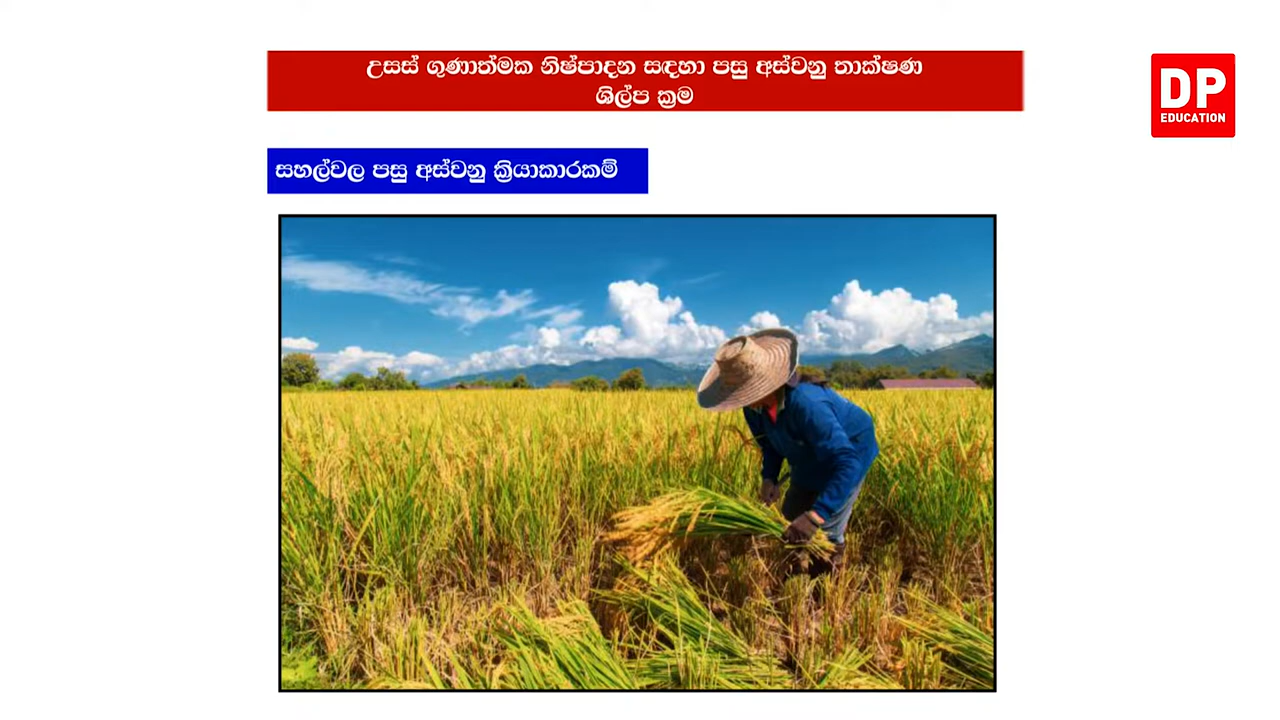 උසස් ගුණාත්මක නිෂ්පාදන සඳහා පසු අස්වනු තාක්ෂණ
ශිල්ප ක්‍රම
DP
EDUCATION
සහල්වල පසු අස්වනු ක්‍රියාකාරකම්